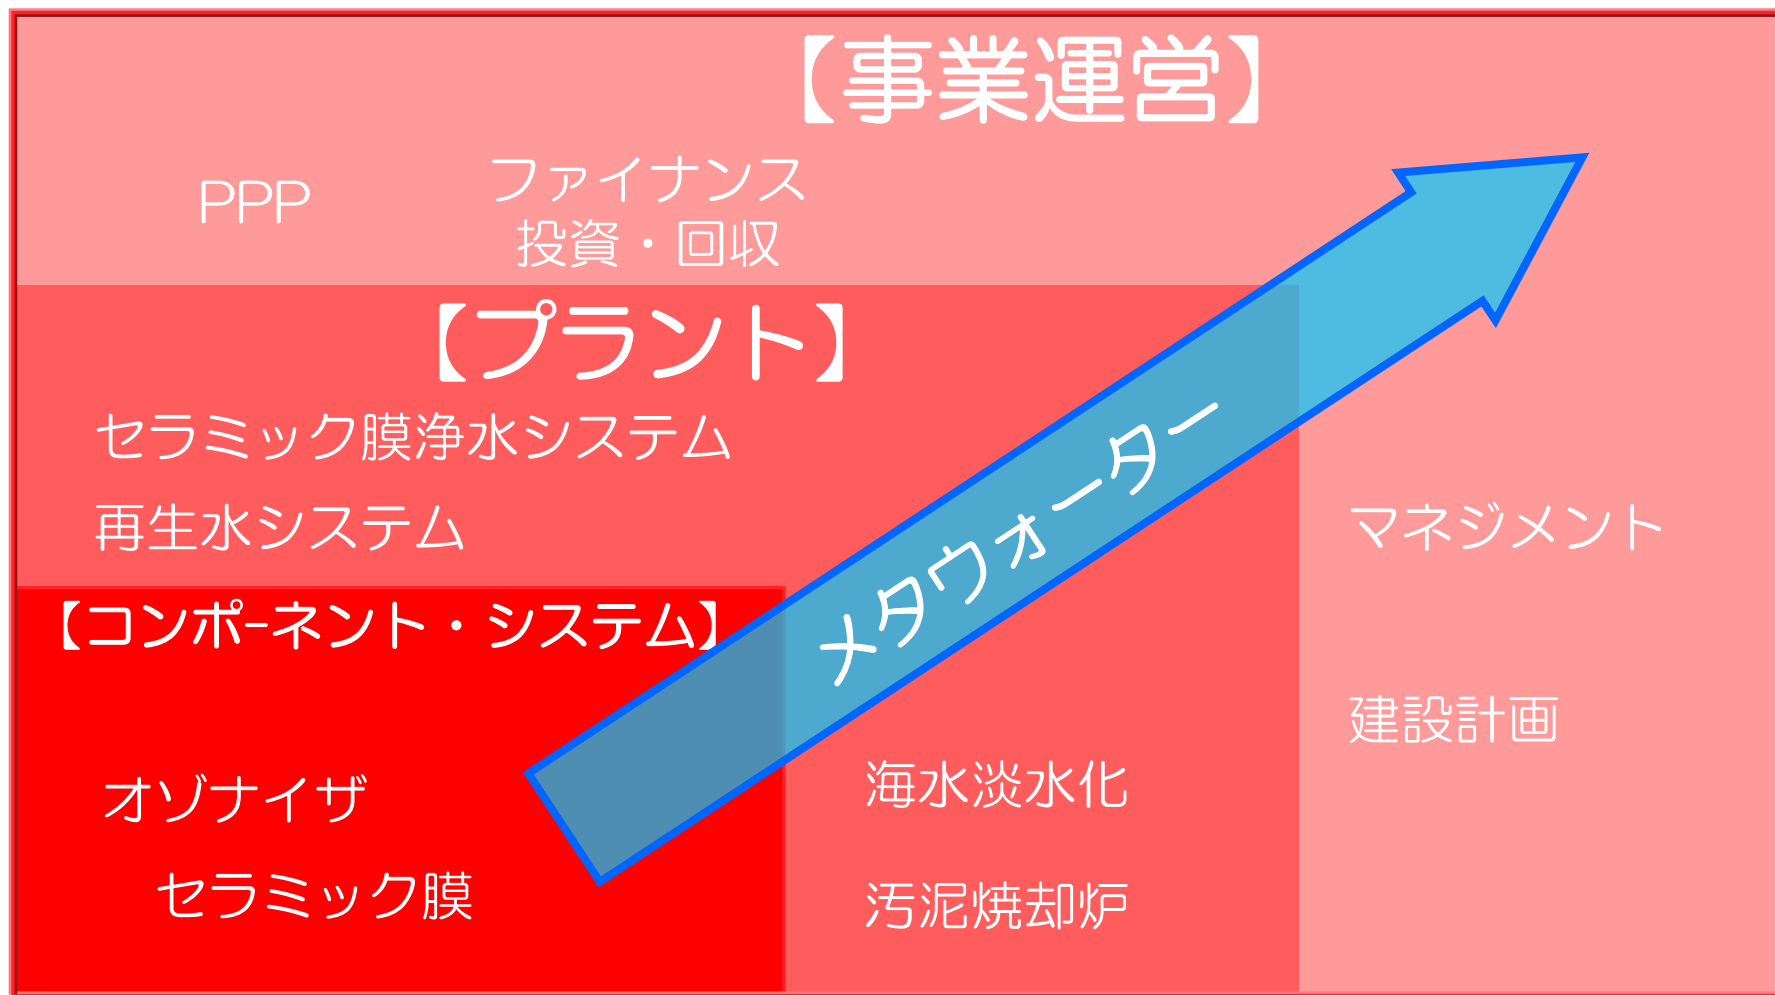 【事業運営】
PPP
ファイナンス
投資・回収
【プラント】
セラミック膜浄水システム
再生水システム
メタウォーター
マネジメント
【コンポーネント・システム】
建設計画
オゾナイザ
海水淡水化
セラミック膜
汚泥焼却炉